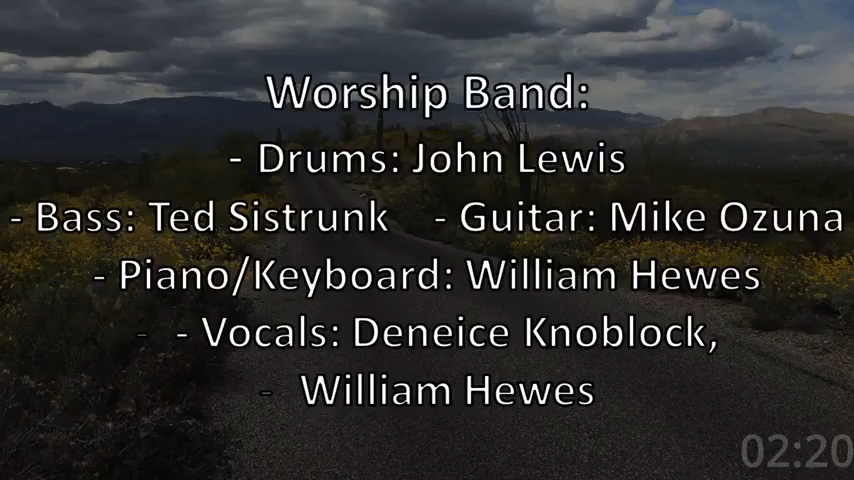 Worship Band:
- Drums: John Lewis
- Bass: Ted Sistrunk - Guitar: Mike Ozuna
- Piano/Keyboard: William Hewes
- - Vocals: Deneice Knoblock,
- William Hewes
02:20